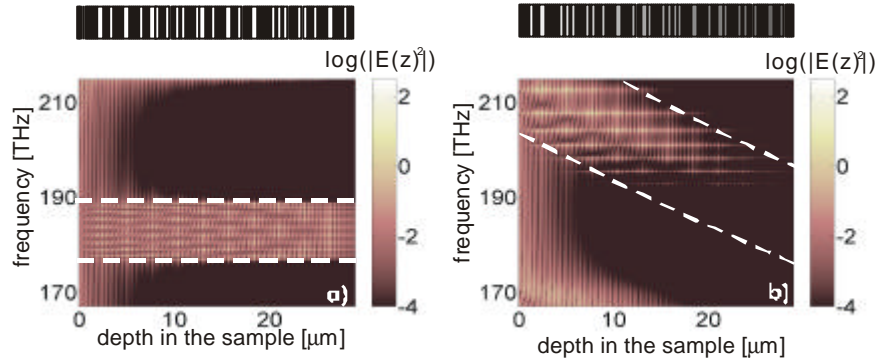 log(|E(z)²|)
log(|E(z)²|)
frequency [THz]
210
190
170
2
0
-2
-4
a)
0
10
20
depth in the sample [μm]
frequency [THz]
210
190
170
2
0
-2
-4
b)
0
10
20
depth in the sample [μm]